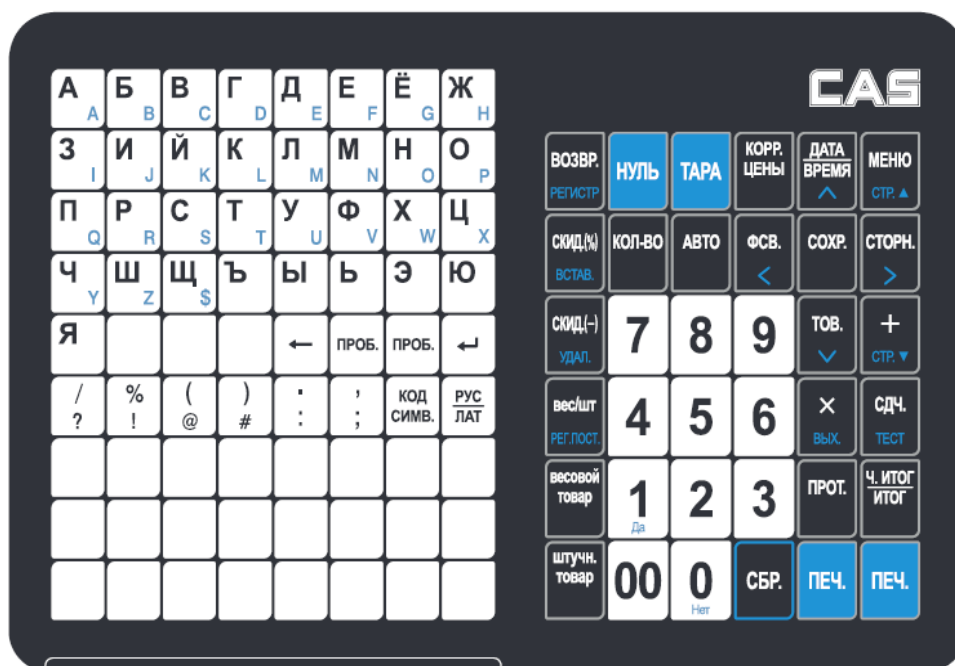 CAS
А A Б B В C Г D Д E Е F Ё G Ж H
З I И J Й K К L Л M М N Н O О P
П Q Р R С S Т T У U Ф V Х W Ц X
Ч Y Ш Z Щ $ Ъ Ы Ь Э Ю
Я ← ПРОБ. ПРОБ. ↵
/ % ( ) . , КОД РУС
? ! @ # : ; СИМВ. ЛАТ
ВОЗВР. НУЛЬ ТАРА КОРР. ДАТА МЕНЮ
ЦЕНЫ ВРЕМЯ
РЕГИСТР ^ СТР.▲
СКИД.(%) КОЛ-ВО АВТО ФСВ. СОХР. СТОРН.
ВСТАВ. < >
СКИД.(–) 7 8 9 ТОВ. +
УДАЛ. ∨ СТР.▼
вес/шт 4 5 6 × СДЧ.
РЕГ.ПОСТ. ВЫХ. ТЕСТ
весовой 1 2 3 ПРОТ. Ч. ИТОГ
товар ИТОГ
Да
штучн. 00 0 СБР. ПЕЧ. ПЕЧ.
товар
Нет